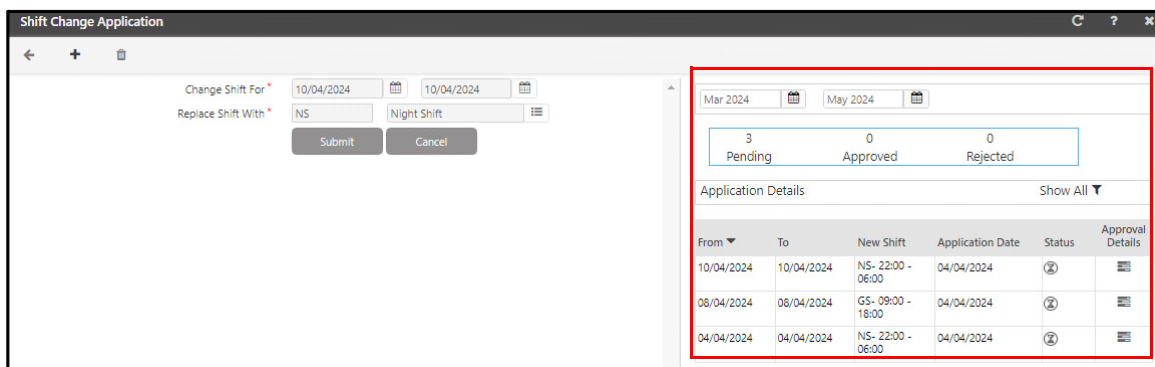 Shift Change Application
?
Change Shift For * 10/04/2024 10/04/2024
Replace Shift With * NS Night Shift
Submit Cancel
Mar 2024 May 2024
3 0 0
Pending Approved Rejected
Application Details Show All
From To New Shift Application Date Status Approval Details
10/04/2024 10/04/2024 NS- 22:00 - 06:00 04/04/2024
08/04/2024 08/04/2024 GS- 09:00 - 18:00 04/04/2024
04/04/2024 04/04/2024 NS- 22:00 - 06:00 04/04/2024